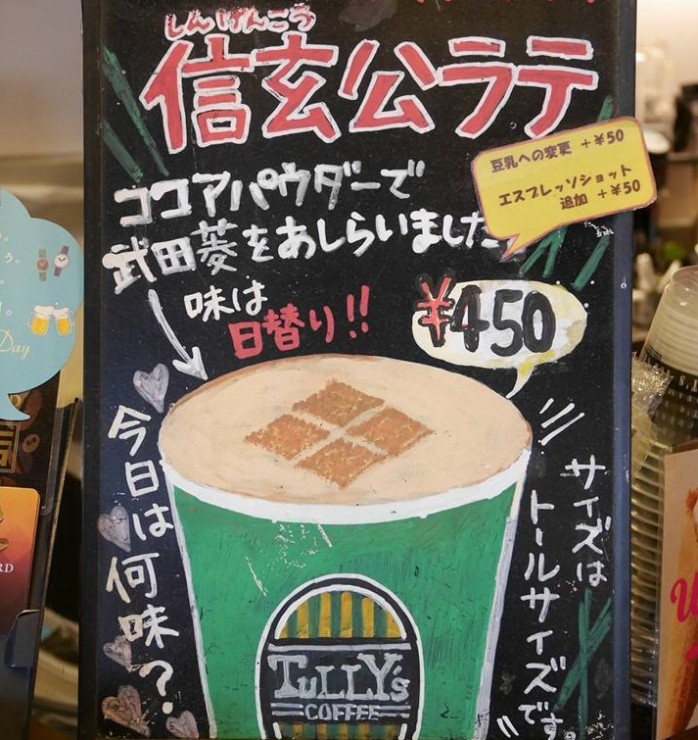 しんげんこう
信玄公ラテ
豆乳への変更 +¥50
エスプレッソショット
追加 +¥50
ココアパウダーで
武田菱をあしらいました
味は
日替り!!
¥450
今日は何味?
サイズは
トールサイズです。
TULLY'S
COFFEE
Day
RD